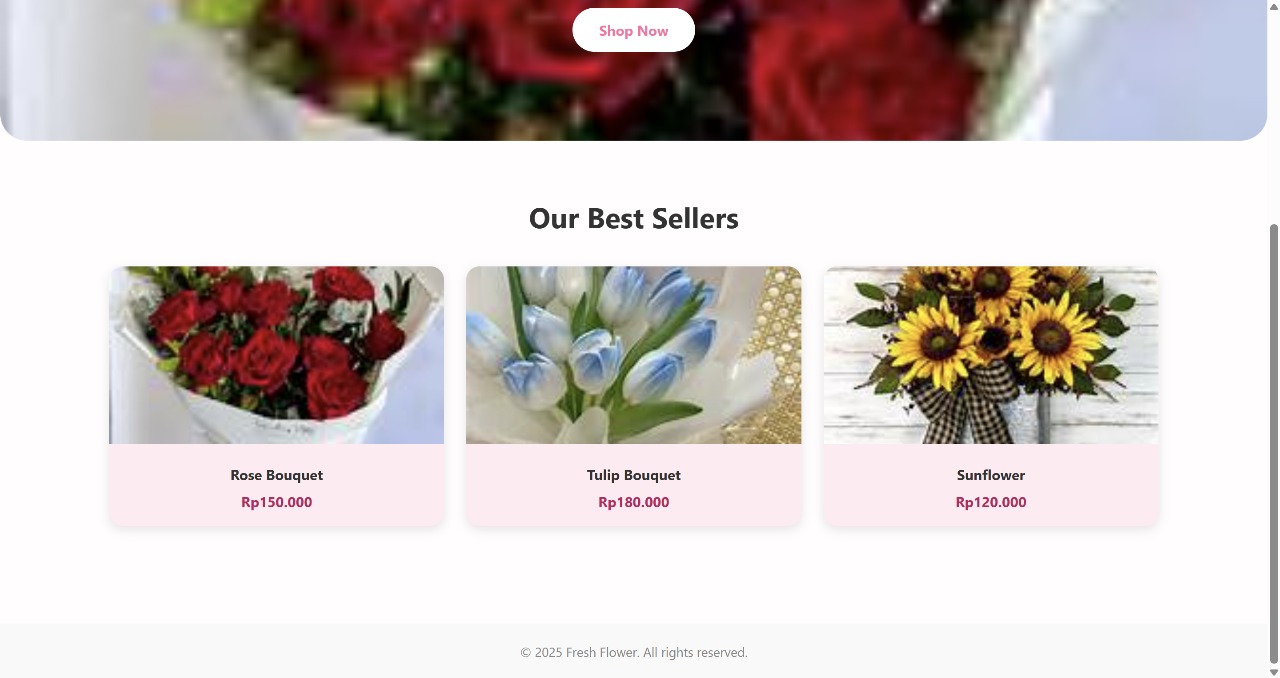 Shop Now
Our Best Sellers
Rose Bouquet
Rp150.000
Tulip Bouquet
Rp180.000
Sunflower
Rp120.000
© 2025 Fresh Flower. All rights reserved.